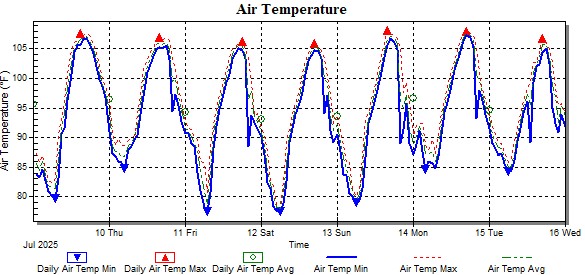 Air Temperature
Air Temperature (°F)
105
100
95
90
85
80
10 Thu 11 Fri 12 Sat 13 Sun 14 Mon 15 Tue 16 Wed
Jul 2025 Time
Daily Air Temp Min Daily Air Temp Max Daily Air Temp Avg Air Temp Min Air Temp Max Air Temp Avg